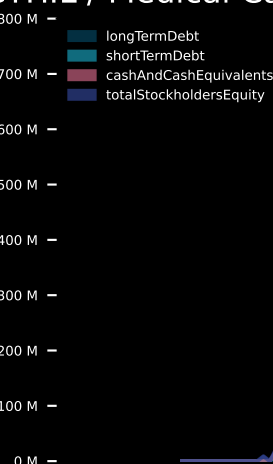 800 M
longTermDebt
shortTermDebt
700 M
cashAndCashEquivalents
totalStockholdersEquity
600 M
500 M
400 M
300 M
200 M
100 M
0 M